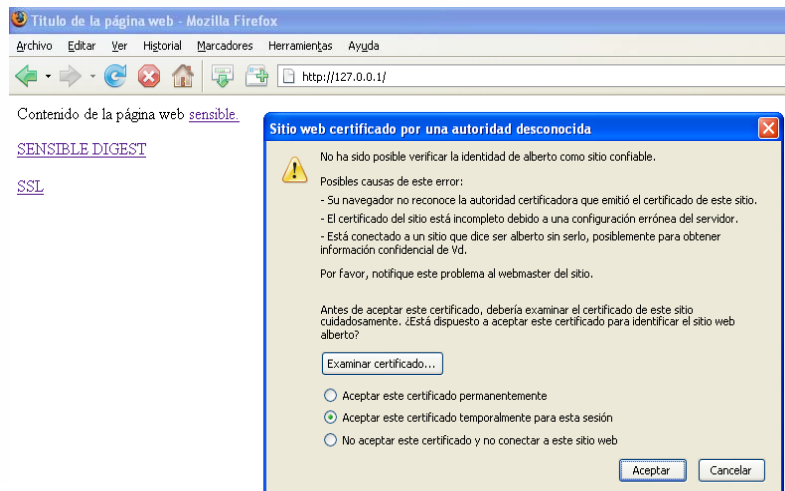 Titulo de la página web - Mozilla Firefox
Archivo Editar Ver Historial Marcadores Herramientas Ayuda
http://127.0.0.1/
Contenido de la página web sensible.
SENSIBLE DIGEST
SSL
Sitio web certificado por una autoridad desconocida
No ha sido posible verificar la identidad de alberto como sitio confiable.
Posibles causas de este error:
- Su navegador no reconoce la autoridad certificadora que emitió el certificado de este sitio.
- El certificado del sitio está incompleto debido a una configuración errónea del servidor.
- Está conectado a un sitio que dice ser alberto sin serlo, posiblemente para obtener
información confidencial de Vd.
Por favor, notifique este problema al webmaster del sitio.
Antes de aceptar este certificado, debería examinar el certificado de este sitio
cuidadosamente. ¿Está dispuesto a aceptar este certificado para identificar el sitio web
alberto?
Examinar certificado...
Aceptar este certificado permanentemente
Aceptar este certificado temporalmente para esta sesión
No aceptar este certificado y no conectar a este sitio web
Aceptar Cancelar